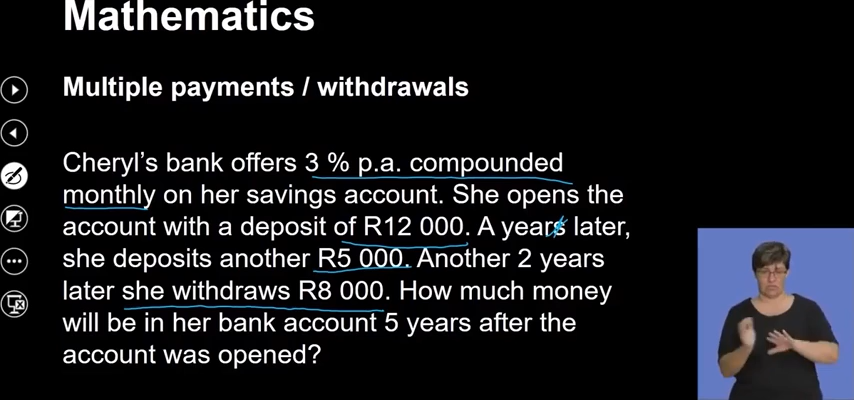 Mathematics
Multiple payments / withdrawals
Cheryl's bank offers 3 % p.a. compounded
monthly on her savings account. She opens the
account with a deposit of R12 000. A years later,
she deposits another R5 000. Another 2 years
later she withdraws R8 000. How much money
will be in her bank account 5 years after the
account was opened?